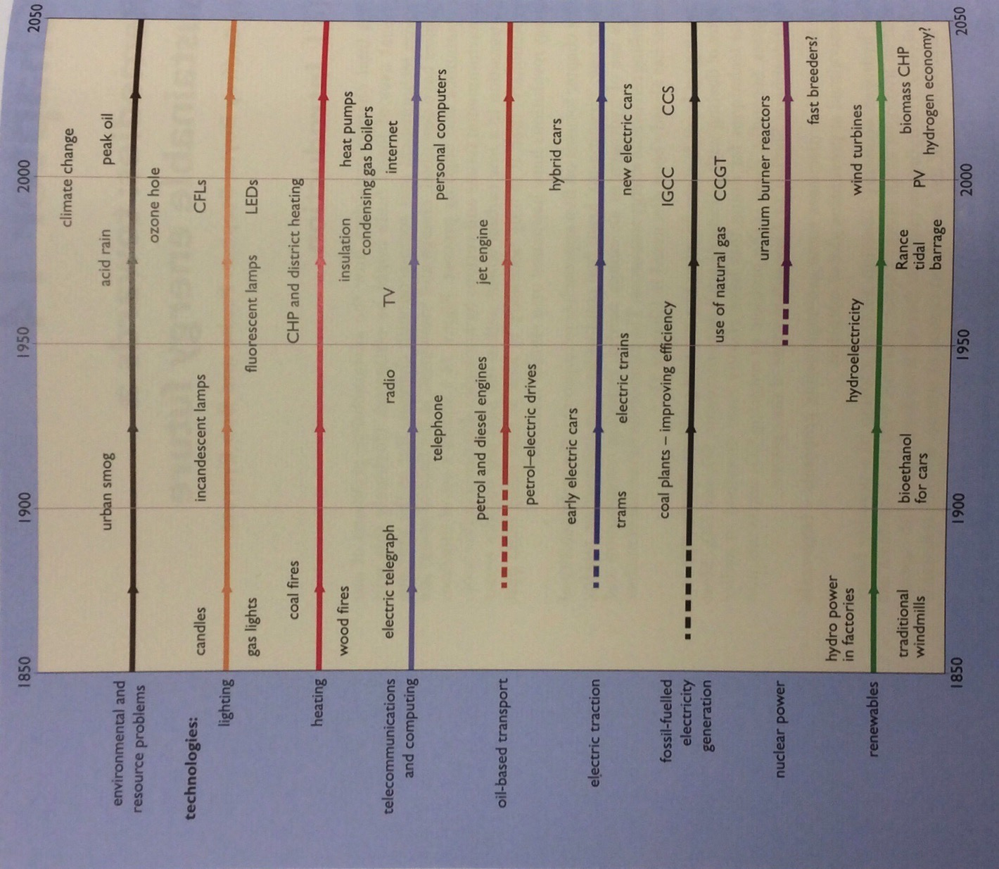 1850
1900
1950
2000
2050
climate change
environmental and
resource problems
urban smog
acid rain
peak oil
ozone hole
technologies:
lighting
candles
incandescent lamps
CFLs
gas lights
fluorescent lamps
LEDs
heating
coal fires
CHP and district heating
wood fires
insulation
heat pumps
condensing gas boilers
telecommunications
and computing
electric telegraph
radio
TV
internet
telephone
personal computers
oil-based transport
petrol and diesel engines
jet engine
petrol–electric drives
hybrid cars
electric traction
early electric cars
trams
electric trains
new electric cars
fossil-fuelled
electricity
generation
coal plants – improving efficiency
IGCC
CCS
use of natural gas
CCGT
nuclear power
uranium burner reactors
fast breeders?
renewables
hydro power
in factories
hydroelectricity
wind turbines
traditional
windmills
bioethanol
for cars
Rance
tidal
barrage
PV
biomass CHP
hydrogen economy?
1850
1900
1950
2000
2050